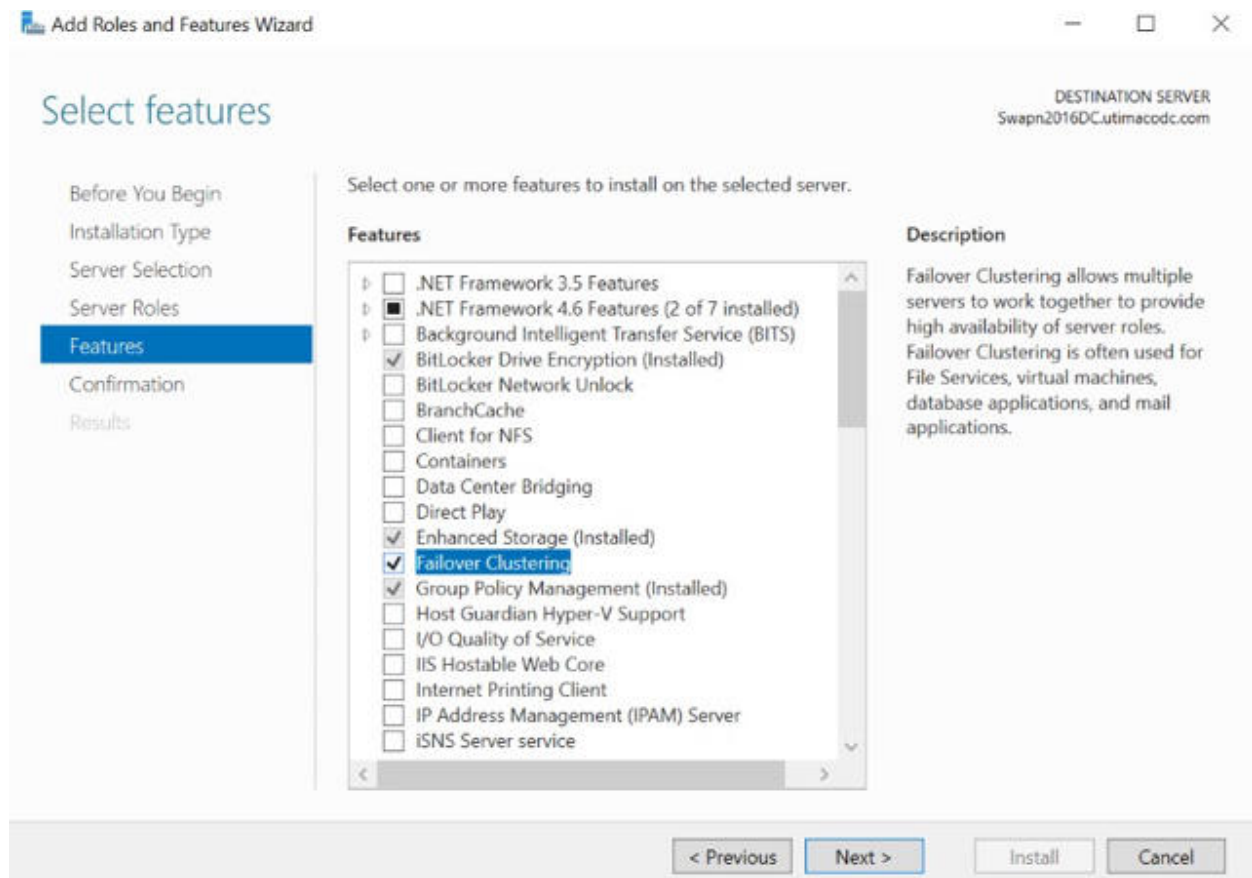 Add Roles and Features Wizard
Select features
DESTINATION SERVER
Swapn2016DC.utimacodc.com
Before You Begin
Installation Type
Server Selection
Server Roles
Features
Confirmation
Results
Select one or more features to install on the selected server.
Features
.NET Framework 3.5 Features
.NET Framework 4.6 Features (2 of 7 installed)
Background Intelligent Transfer Service (BITS)
BitLocker Drive Encryption (Installed)
BitLocker Network Unlock
BranchCache
Client for NFS
Containers
Data Center Bridging
Direct Play
Enhanced Storage (Installed)
Failover Clustering
Group Policy Management (Installed)
Host Guardian Hyper-V Support
I/O Quality of Service
IIS Hostable Web Core
Internet Printing Client
IP Address Management (IPAM) Server
iSNS Server service
Description
Failover Clustering allows multiple
servers to work together to provide
high availability of server roles.
Failover Clustering is often used for
File Services, virtual machines,
database applications, and mail
applications.
< Previous
Next >
Install
Cancel